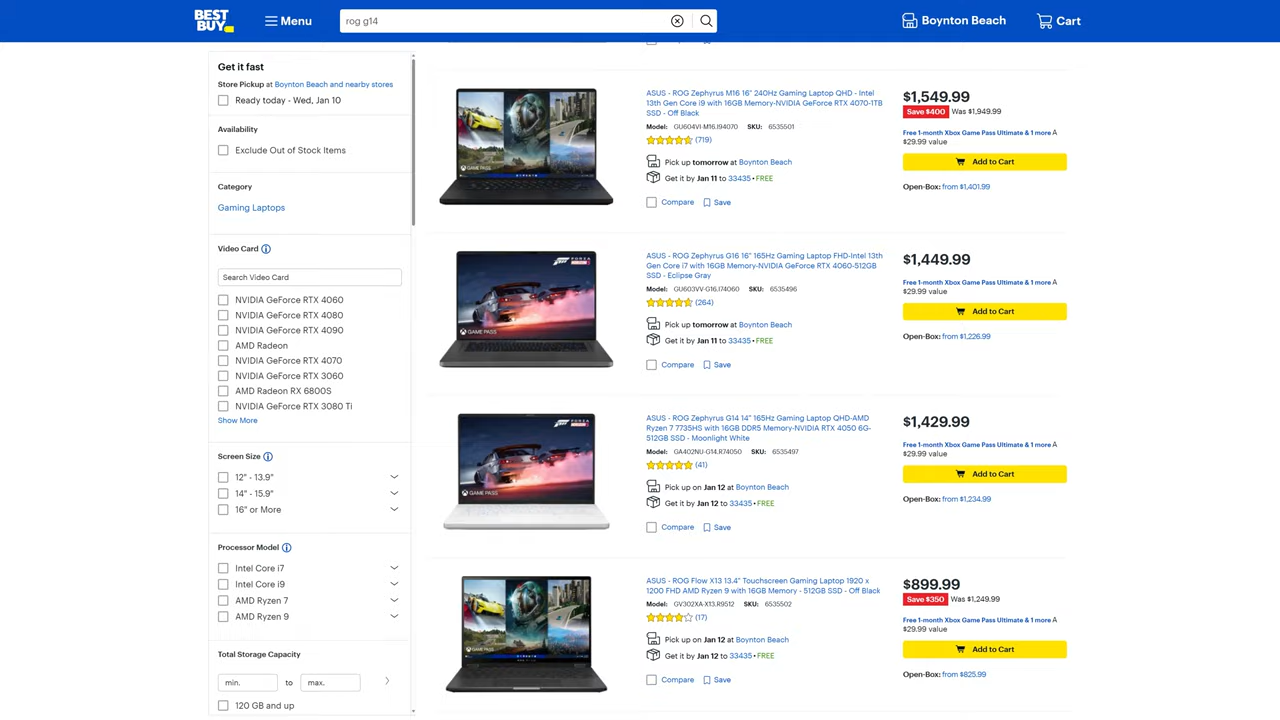 BEST
BUY
Menu
rog g14
Boynton Beach
Cart
Get it fast
Store Pickup at Boynton Beach and nearby stores
Ready today - Wed, Jan 10
Availability
Exclude Out of Stock Items
Category
Gaming Laptops
Video Card
Search Video Card
NVIDIA GeForce RTX 4060
NVIDIA GeForce RTX 4080
NVIDIA GeForce RTX 4090
AMD Radeon
NVIDIA GeForce RTX 4070
NVIDIA GeForce RTX 3060
AMD Radeon RX 6800S
NVIDIA GeForce RTX 3080 Ti
Show More
Screen Size
12" - 13.9"
14" - 15.9"
16" or More
Processor Model
Intel Core i7
Intel Core i9
AMD Ryzen 7
AMD Ryzen 9
Total Storage Capacity
min. to max.
120 GB and up
GAME PASS
ASUS - ROG Zephyrus M16 16" 240Hz Gaming Laptop QHD - Intel
13th Gen Core i9 with 16GB Memory-NVIDIA GeForce RTX 4070-1TB
SSD - Off Black
Model: GU604VI-M16.I94070 SKU: 6535501
(719)
Pick up tomorrow at Boynton Beach
Get it by Jan 11 to 33435 • FREE
Compare Save
$1,549.99
Save $400 Was $1,949.99
Free 1-month Xbox Game Pass Ultimate & 1 more A
$29.99 value
Add to Cart
Open-Box: from $1,401.99
FORZA
GAME PASS
ASUS - ROG Zephyrus G16 16" 165Hz Gaming Laptop FHD-Intel 13th
Gen Core i7 with 16GB Memory-NVIDIA GeForce RTX 4060-512GB
SSD - Eclipse Gray
Model: GU603VV-G16.I74060 SKU: 6535496
(264)
Pick up tomorrow at Boynton Beach
Get it by Jan 11 to 33435 • FREE
Compare Save
$1,449.99
Free 1-month Xbox Game Pass Ultimate & 1 more A
$29.99 value
Add to Cart
Open-Box: from $1,226.99
FORZA
GAME PASS
ASUS - ROG Zephyrus G14 14" 165Hz Gaming Laptop QHD-AMD
Ryzen 7 7735HS with 16GB DDR5 Memory-NVIDIA RTX 4050 6G-
512GB SSD - Moonlight White
Model: GA402NU-G14.R74050 SKU: 6535497
(41)
Pick up on Jan 12 at Boynton Beach
Get it by Jan 12 to 33435 • FREE
Compare Save
$1,429.99
Free 1-month Xbox Game Pass Ultimate & 1 more A
$29.99 value
Add to Cart
Open-Box: from $1,234.99
GAME PASS
ASUS - ROG Flow X13 13.4" Touchscreen Gaming Laptop 1920 x
1200 FHD AMD Ryzen 9 with 16GB Memory - 512GB SSD - Off Black
Model: GV302XA-X13.R9512 SKU: 6535502
(17)
Pick up on Jan 12 at Boynton Beach
Get it by Jan 12 to 33435 • FREE
Compare Save
$899.99
Save $350 Was $1,249.99
Free 1-month Xbox Game Pass Ultimate & 1 more A
$29.99 value
Add to Cart
Open-Box: from $825.99